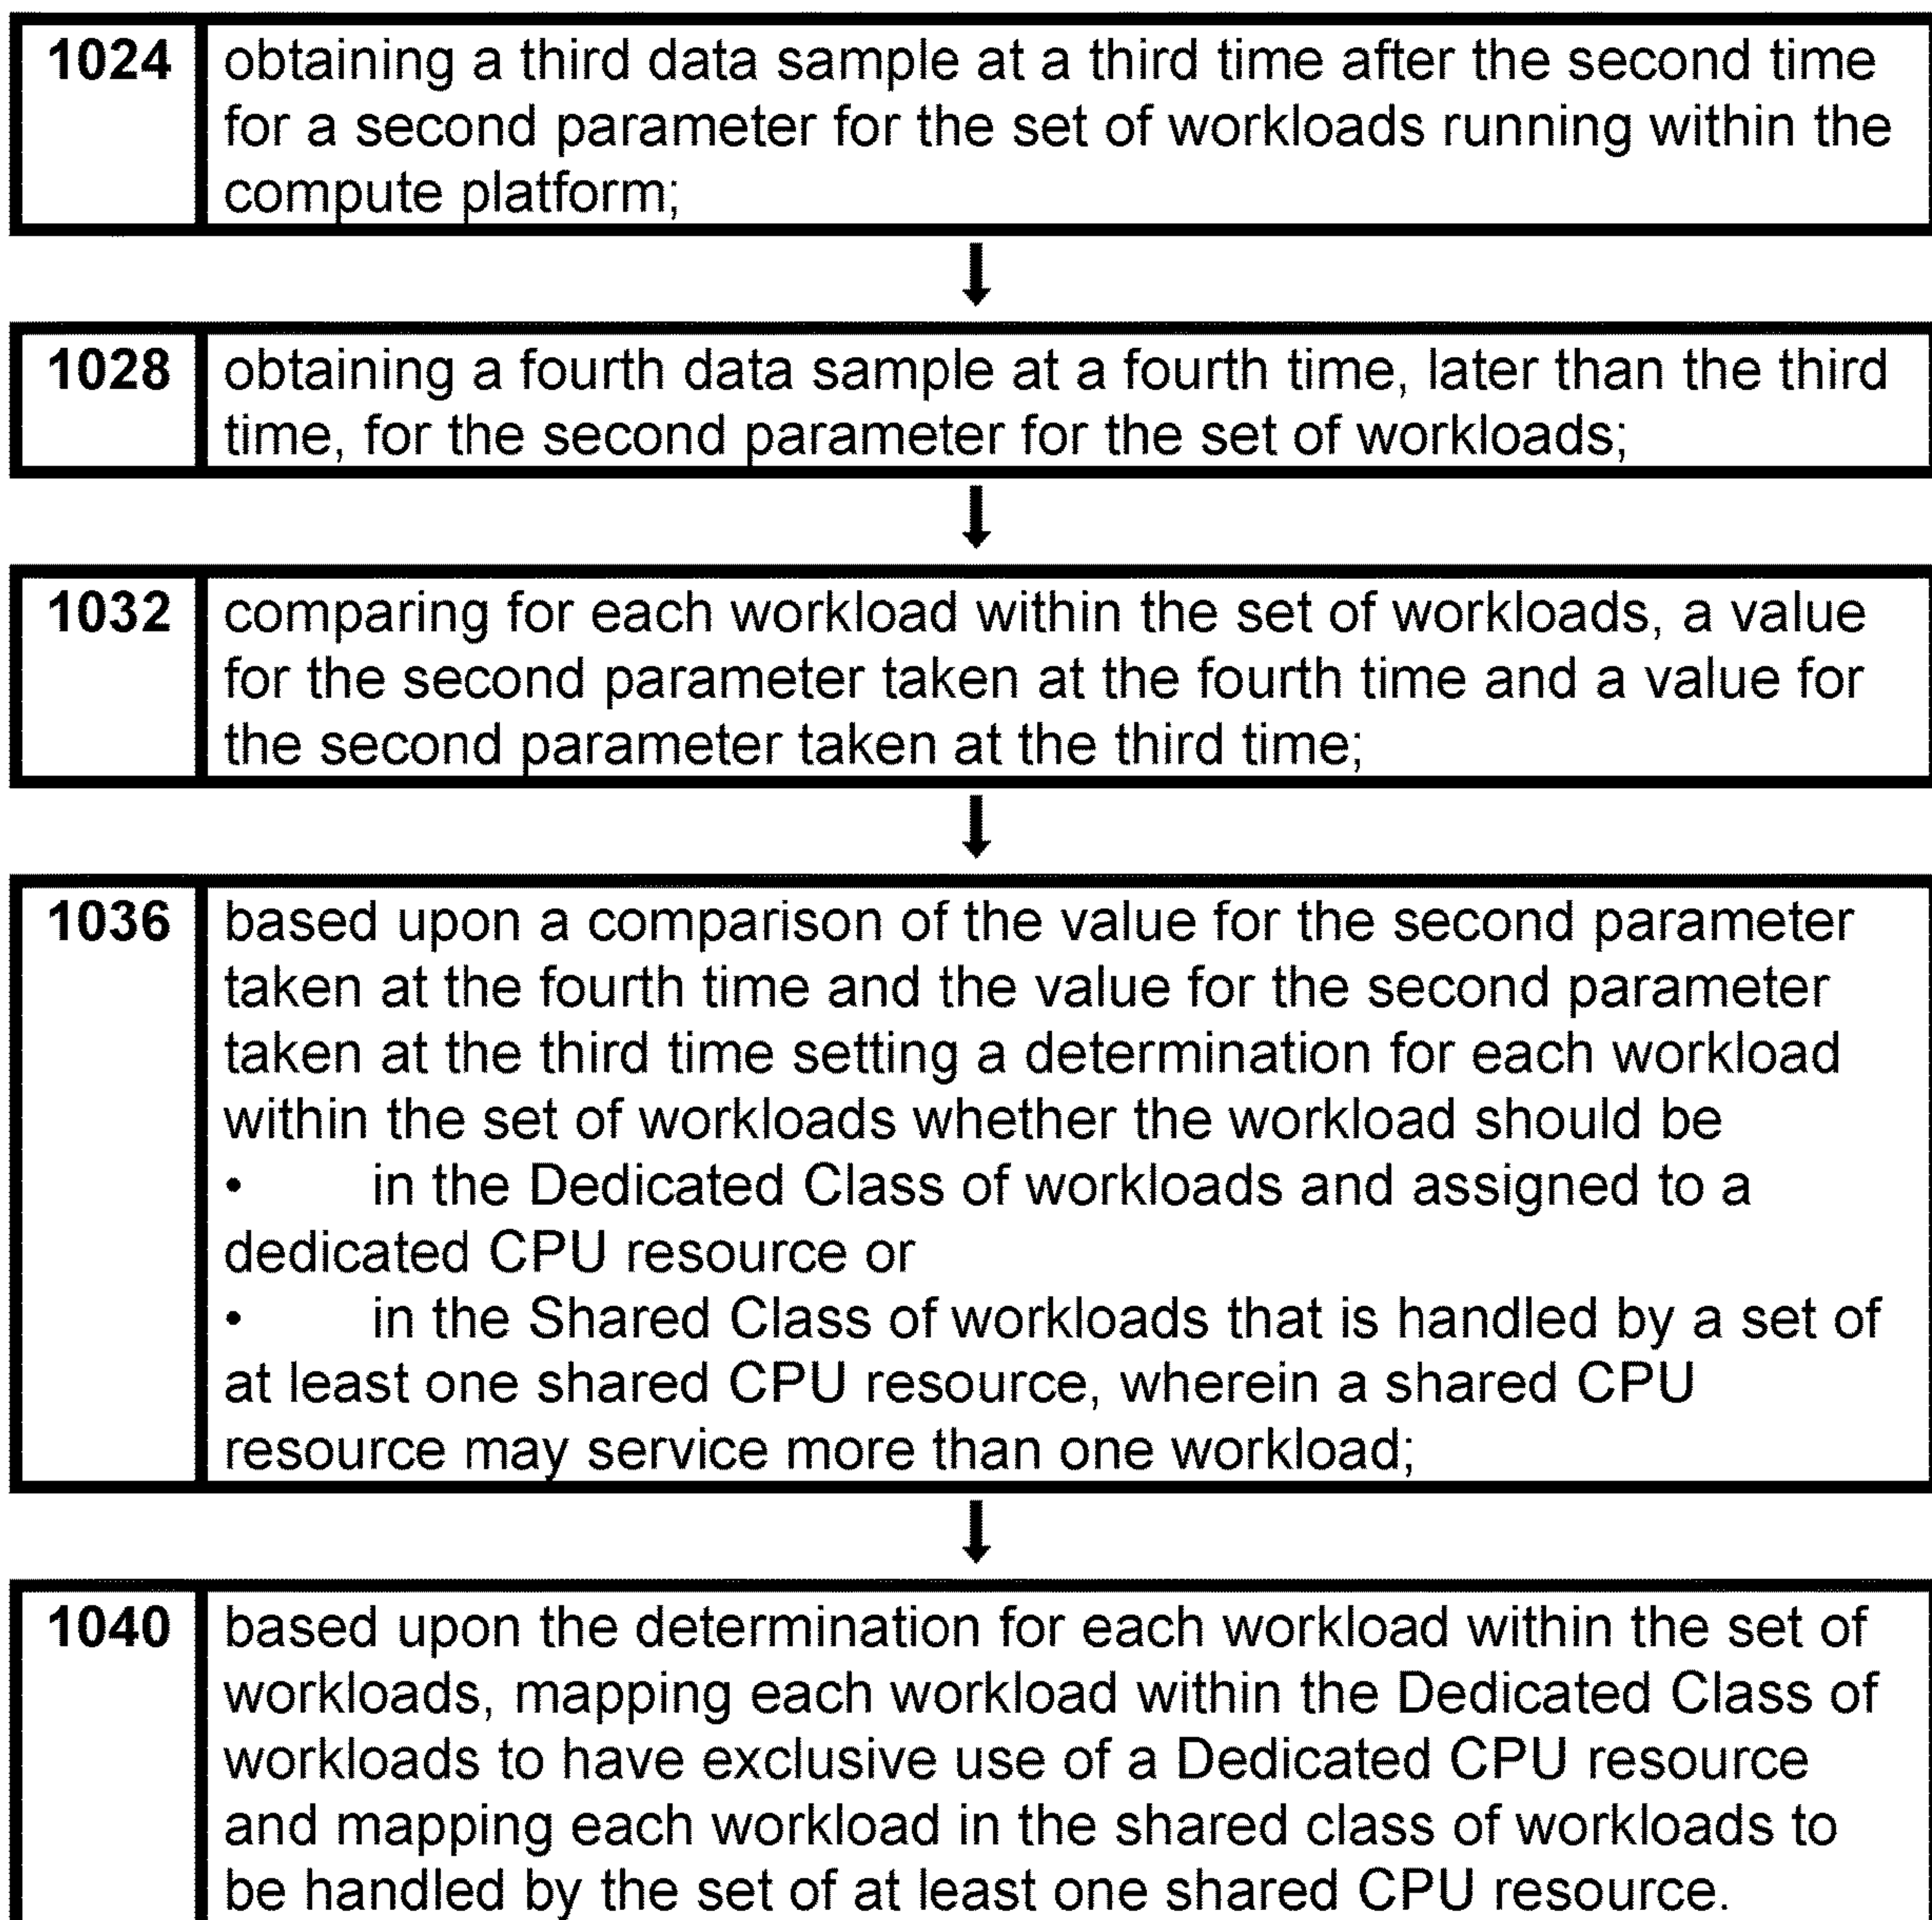 1024 obtaining a third data sample at a third time after the second time
for a second parameter for the set of workloads running within the
compute platform;
1028 obtaining a fourth data sample at a fourth time, later than the third
time, for the second parameter for the set of workloads;
1032 comparing for each workload within the set of workloads, a value
for the second parameter taken at the fourth time and a value for
the second parameter taken at the third time;
1036 based upon a comparison of the value for the second parameter
taken at the fourth time and the value for the second parameter
taken at the third time setting a determination for each workload
within the set of workloads whether the workload should be
• in the Dedicated Class of workloads and assigned to a
dedicated CPU resource or
• in the Shared Class of workloads that is handled by a set of
at least one shared CPU resource, wherein a shared CPU
resource may service more than one workload;
1040 based upon the determination for each workload within the set of
workloads, mapping each workload within the Dedicated Class of
workloads to have exclusive use of a Dedicated CPU resource
and mapping each workload in the shared class of workloads to
be handled by the set of at least one shared CPU resource.